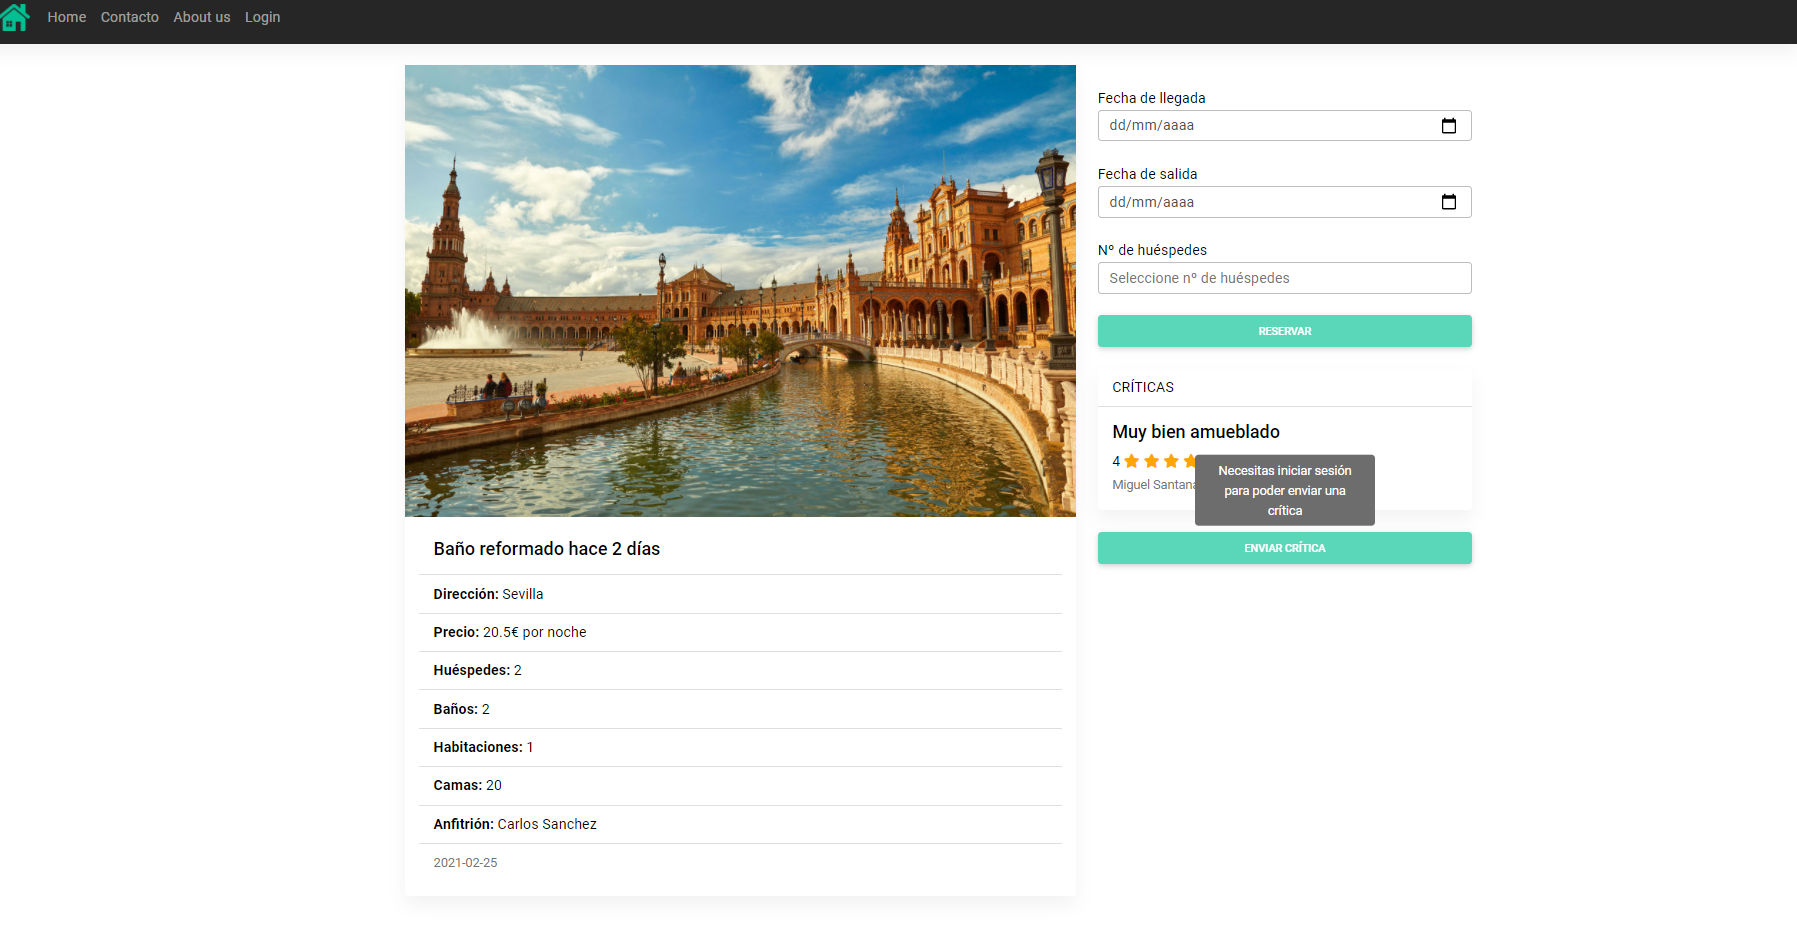 Home Contacto About us Login
Fecha de llegada
dd/mm/aaaa
Fecha de salida
dd/mm/aaaa
Nº de huéspedes
Seleccione nº de huéspedes
RESERVAR
CRÍTICAS
Muy bien amueblado
4
Miguel Santana
Necesitas iniciar sesión
para poder enviar una
crítica
ENVIAR CRÍTICA
Baño reformado hace 2 días
Dirección: Sevilla
Precio: 20.5€ por noche
Huéspedes: 2
Baños: 2
Habitaciones: 1
Camas: 20
Anfitrión: Carlos Sanchez
2021-02-25